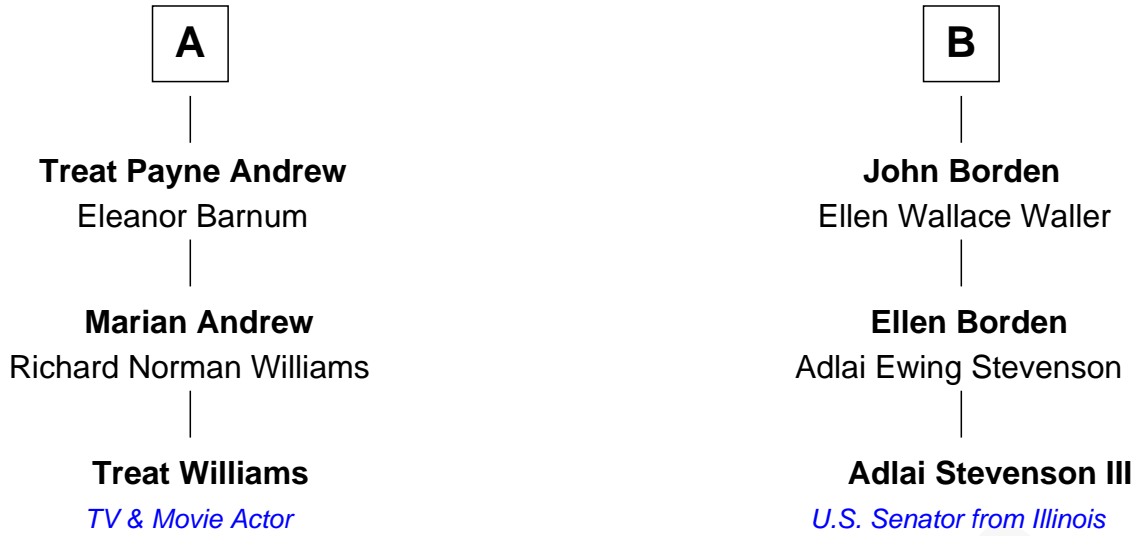 A
Treat Payne Andrew
Eleanor Barnum
Marian Andrew
Richard Norman Williams
Treat Williams
TV & Movie Actor
B
John Borden
Ellen Wallace Waller
Ellen Borden
Adlai Ewing Stevenson
Adlai Stevenson III
U.S. Senator from Illinois